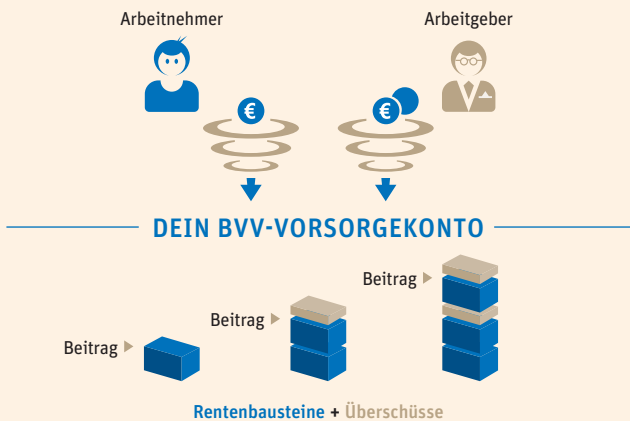 Arbeitnehmer
Arbeitgeber
€
€
DEIN BVV-VORSORGEKONTO
Beitrag
Beitrag
Beitrag
Rentenbausteine + Überschüsse